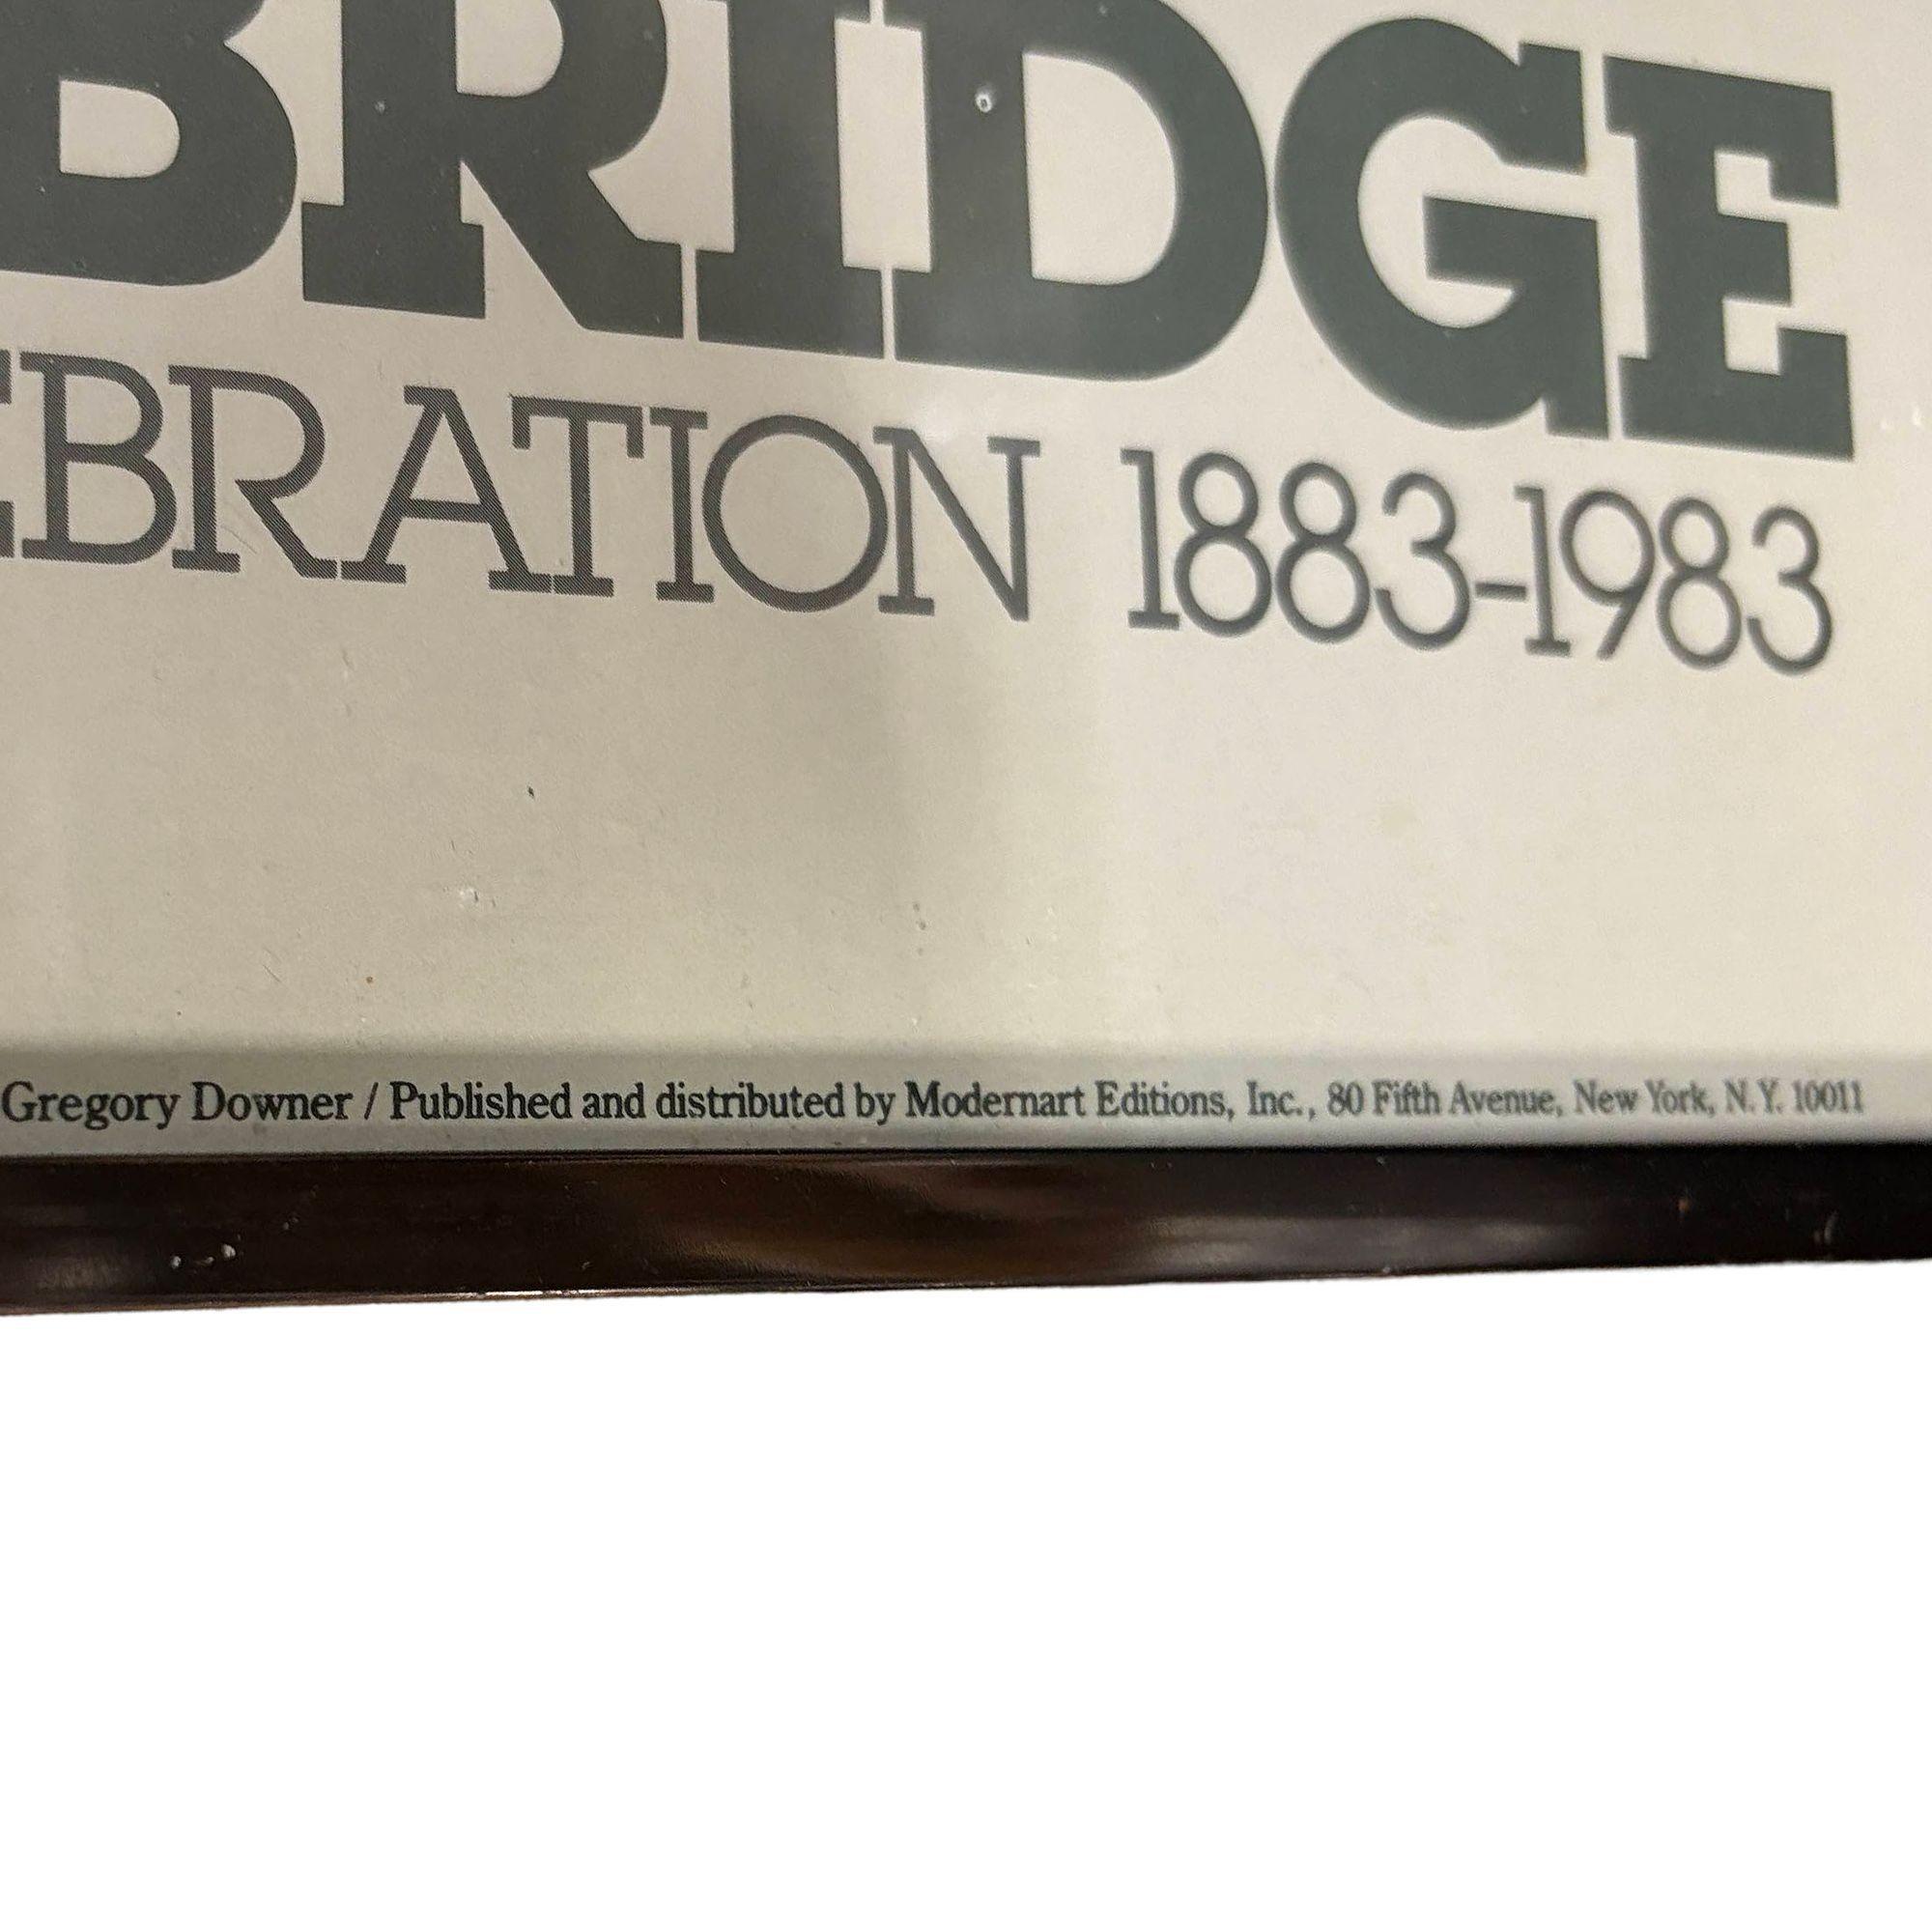 BRIDGE
EBRATION 1883-1983
Gregory Downer / Published and distributed by Modernart Editions, Inc., 80 Fifth Avenue, New York, N.Y. 10011